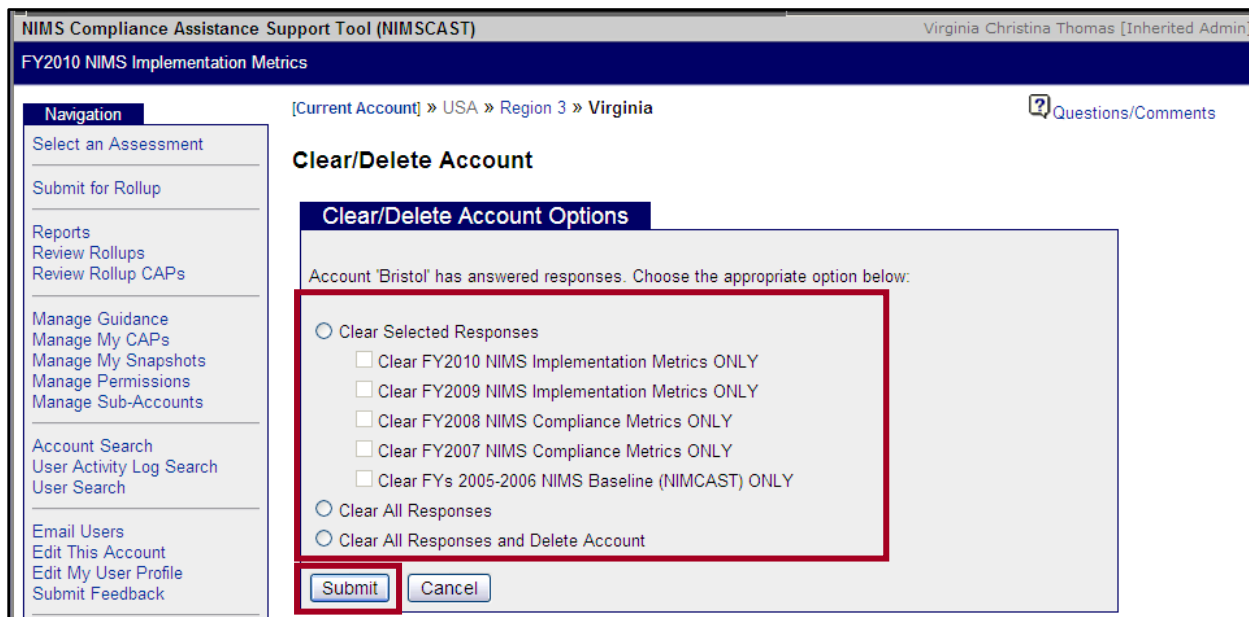 NIMS Compliance Assistance Support Tool (NIMSCAST)
Virginia Christina Thomas [Inherited Admin]
FY2010 NIMS Implementation Metrics
Navigation
Select an Assessment
Submit for Rollup
Reports
Review Rollups
Review Rollup CAPs
Manage Guidance
Manage My CAPs
Manage My Snapshots
Manage Permissions
Manage Sub-Accounts
Account Search
User Activity Log Search
User Search
Email Users
Edit This Account
Edit My User Profile
Submit Feedback
[Current Account] » USA » Region 3 » Virginia
Questions/Comments
Clear/Delete Account
Clear/Delete Account Options
Account 'Bristol' has answered responses. Choose the appropriate option below:
Clear Selected Responses
Clear FY2010 NIMS Implementation Metrics ONLY
Clear FY2009 NIMS Implementation Metrics ONLY
Clear FY2008 NIMS Compliance Metrics ONLY
Clear FY2007 NIMS Compliance Metrics ONLY
Clear FYs 2005-2006 NIMS Baseline (NIMCAST) ONLY
Clear All Responses
Clear All Responses and Delete Account
Submit
Cancel